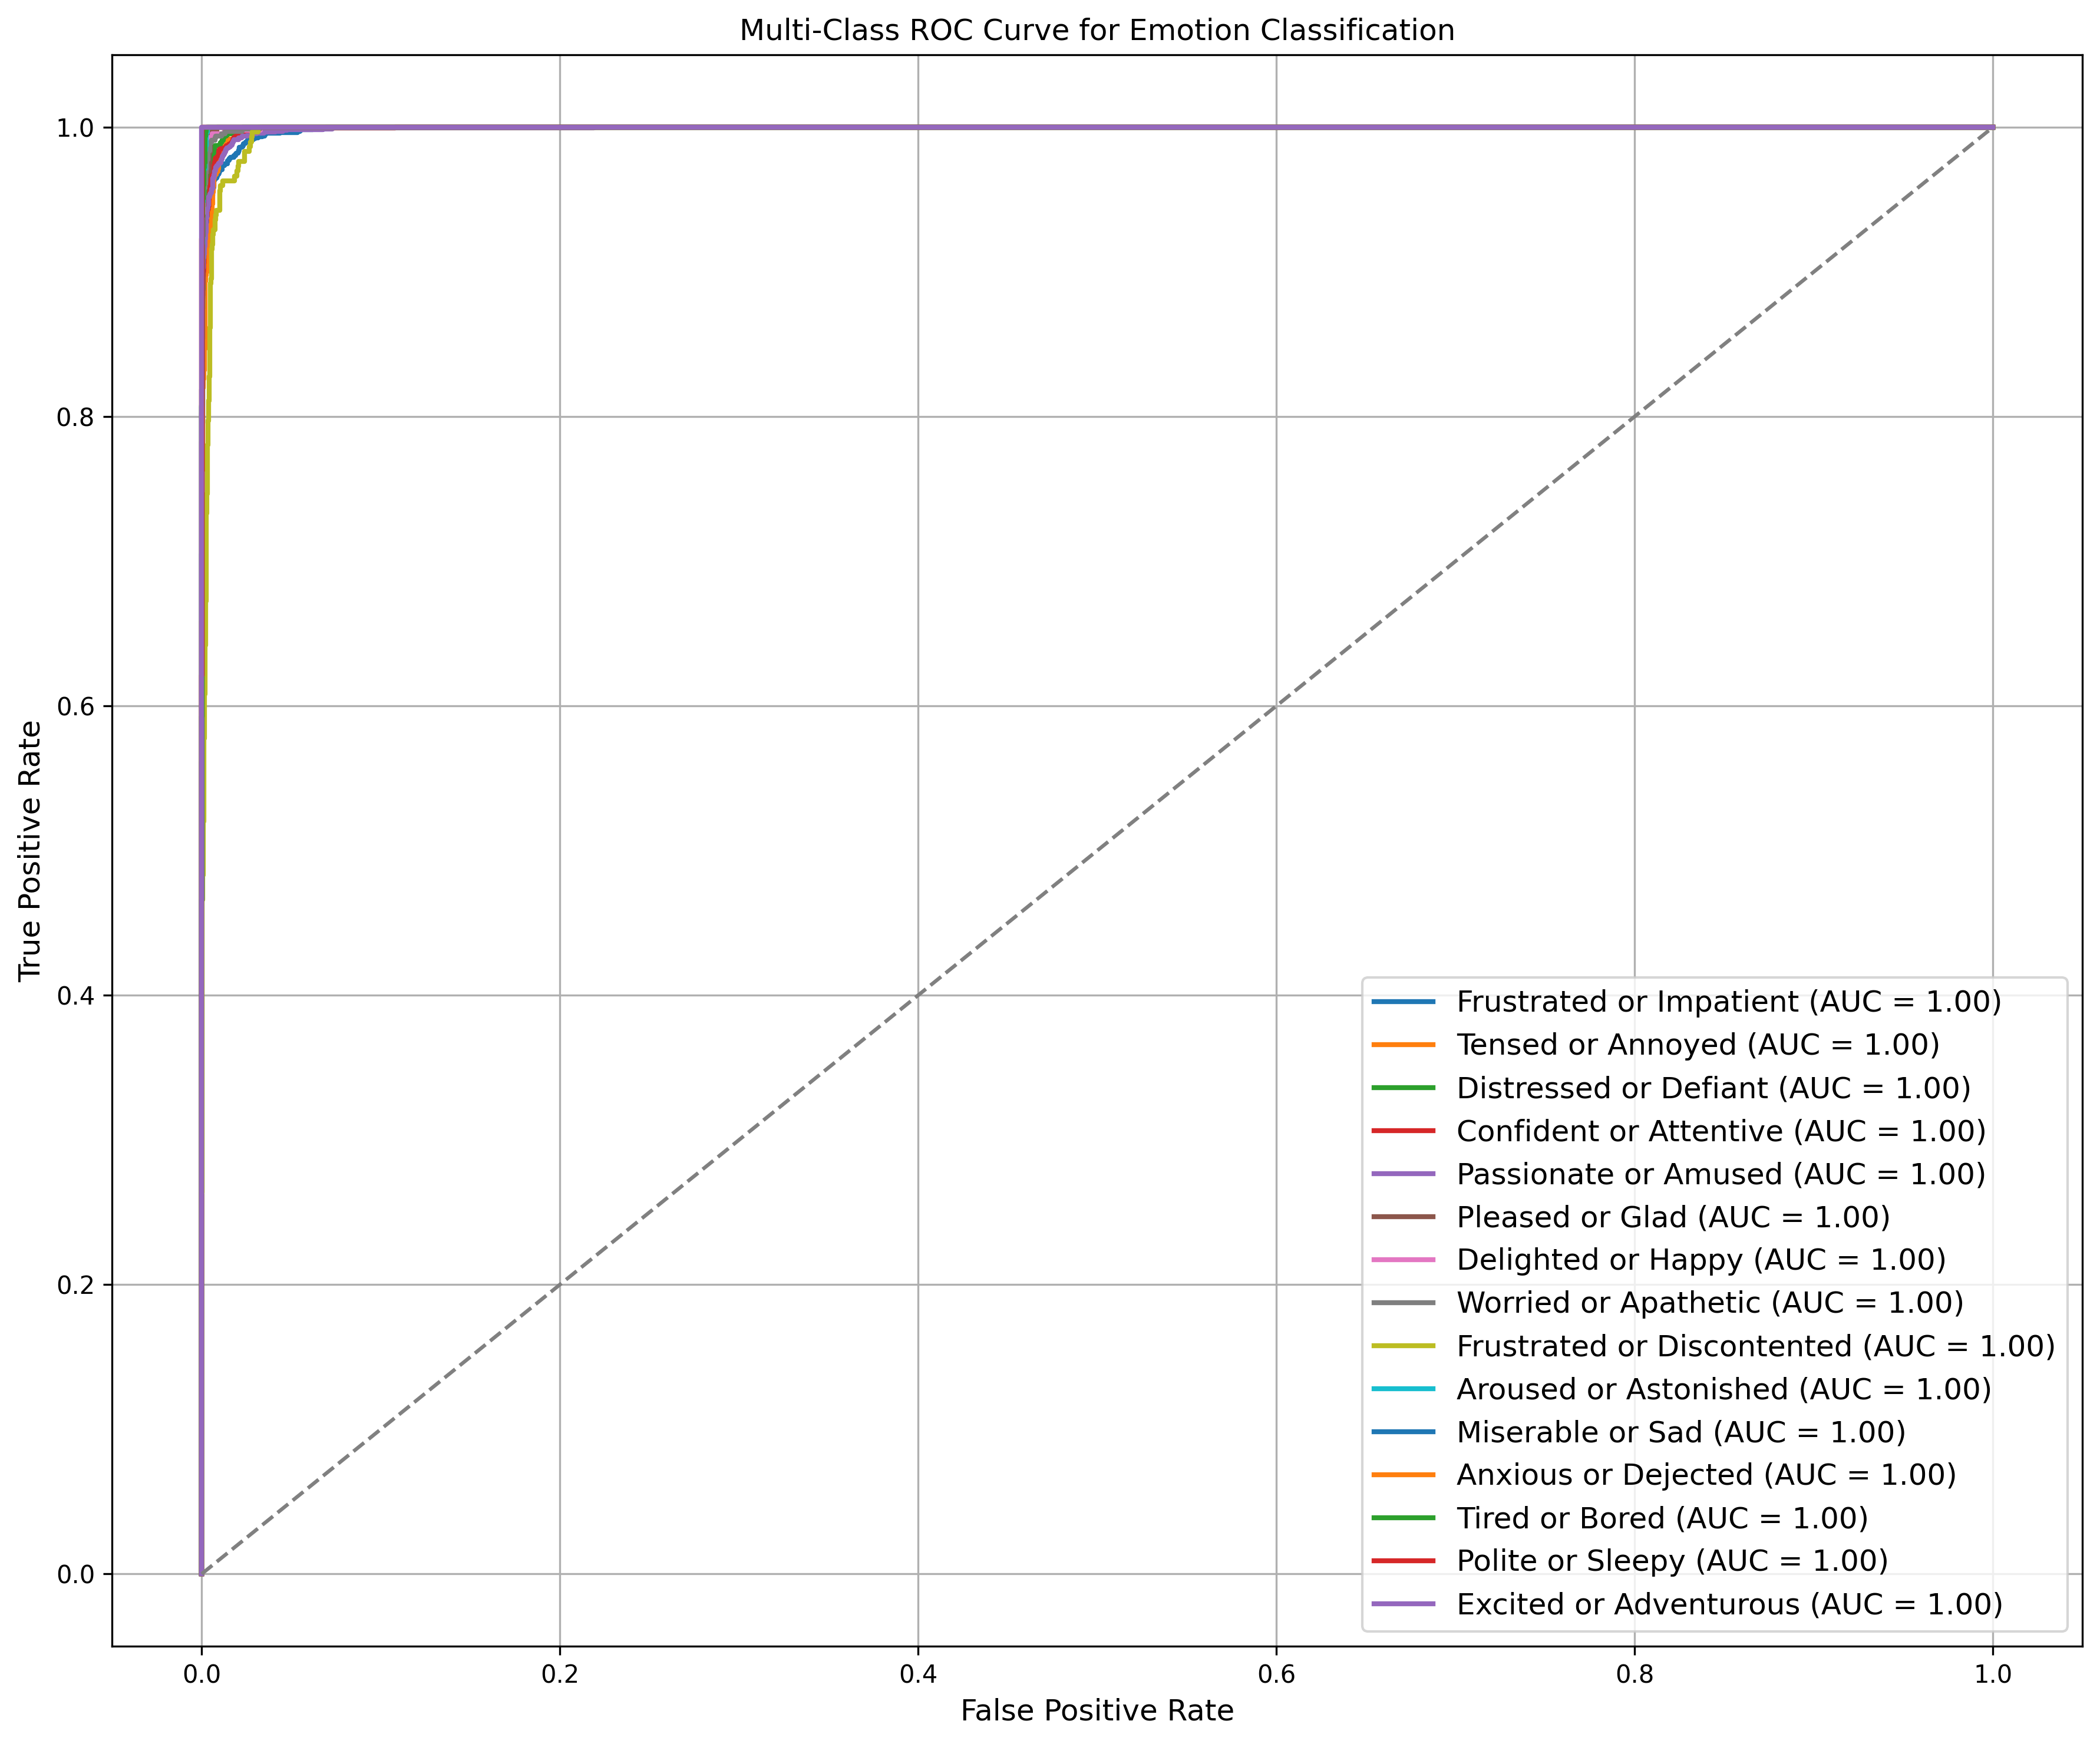 Multi-Class ROC Curve for Emotion Classification
1.0
0.8
0.6
0.4
0.2
0.0
True Positive Rate
Frustrated or Impatient (AUC = 1.00)
Tensed or Annoyed (AUC = 1.00)
Distressed or Defiant (AUC = 1.00)
Confident or Attentive (AUC = 1.00)
Passionate or Amused (AUC = 1.00)
Pleased or Glad (AUC = 1.00)
Delighted or Happy (AUC = 1.00)
Worried or Apathetic (AUC = 1.00)
Frustrated or Discontented (AUC = 1.00)
Aroused or Astonished (AUC = 1.00)
Miserable or Sad (AUC = 1.00)
Anxious or Dejected (AUC = 1.00)
Tired or Bored (AUC = 1.00)
Polite or Sleepy (AUC = 1.00)
Excited or Adventurous (AUC = 1.00)
0.0 0.2 0.4 0.6 0.8 1.0
False Positive Rate